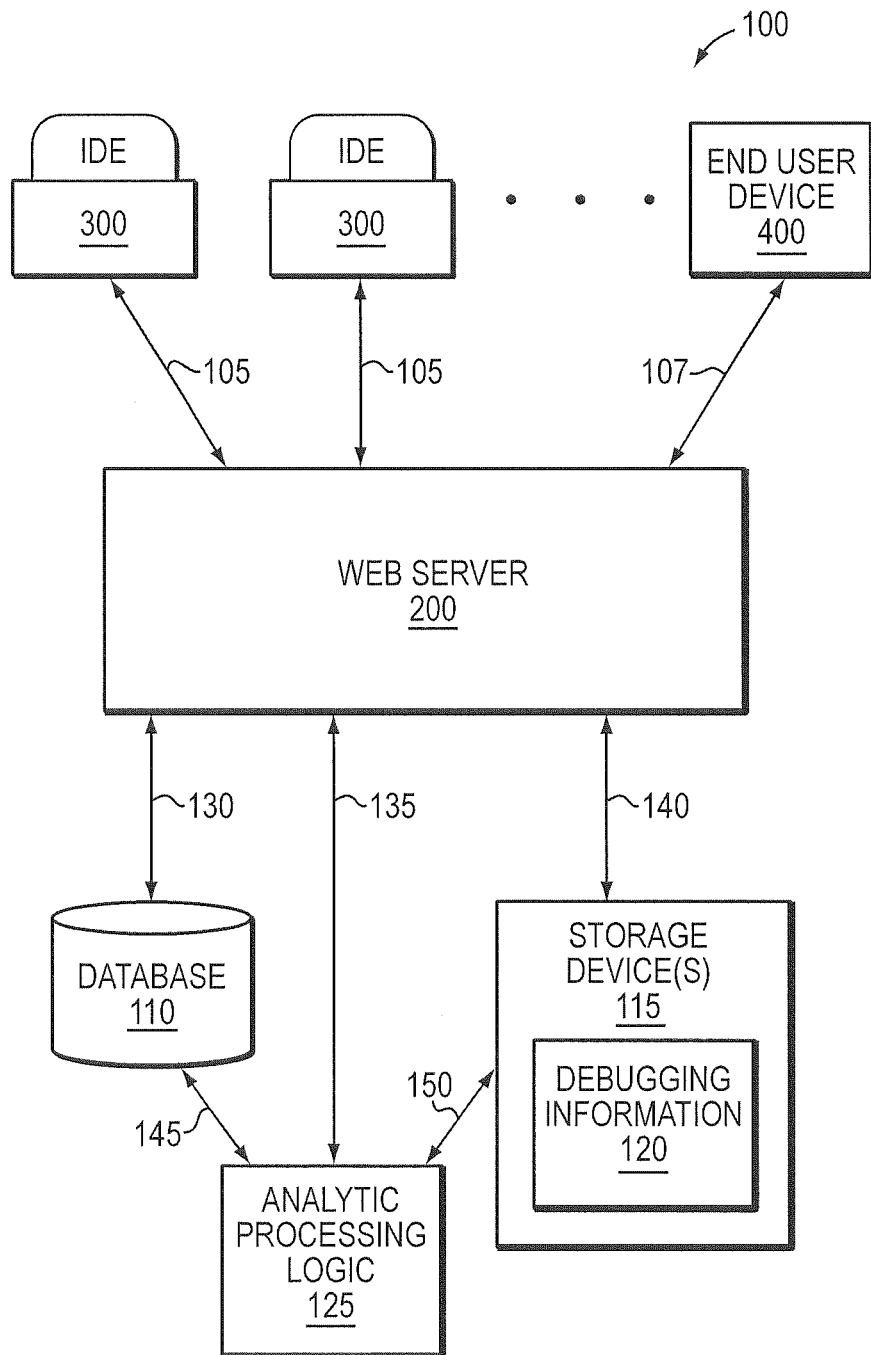 100
IDE
300
IDE
300
. . .
END USER
DEVICE
400
105
105
107
WEB SERVER
200
130
135
140
DATABASE
110
STORAGE
DEVICE(S)
115
DEBUGGING
INFORMATION
120
145
150
ANALYTIC
PROCESSING
LOGIC
125